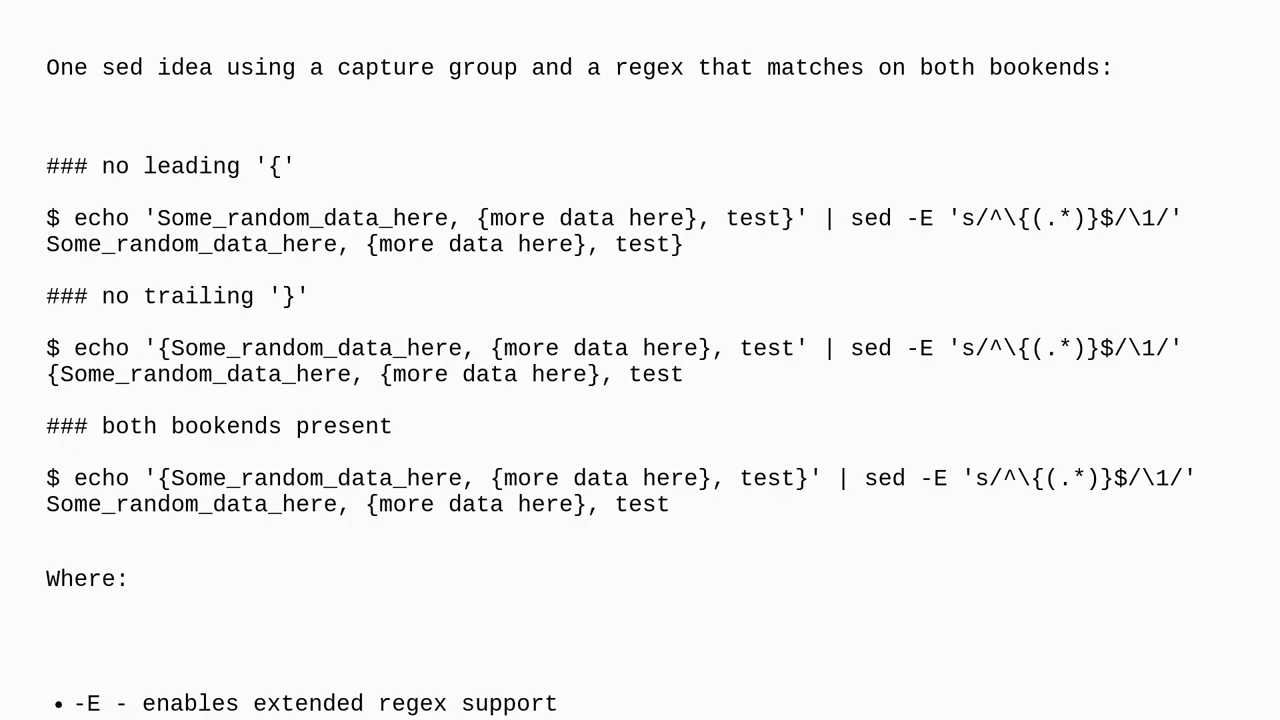 One sed idea using a capture group and a regex that matches on both bookends:
### no leading '{'
$ echo 'Some_random_data_here, {more data here}, test}' | sed -E 's/^\{(.*)}$/\1/'
Some_random_data_here, {more data here}, test}
### no trailing '}'
$ echo '{Some_random_data_here, {more data here}, test' | sed -E 's/^\{(.*)}$/\1/'
{Some_random_data_here, {more data here}, test
### both bookends present
$ echo '{Some_random_data_here, {more data here}, test}' | sed -E 's/^\{(.*)}$/\1/'
Some_random_data_here, {more data here}, test
Where:
• -E - enables extended regex support